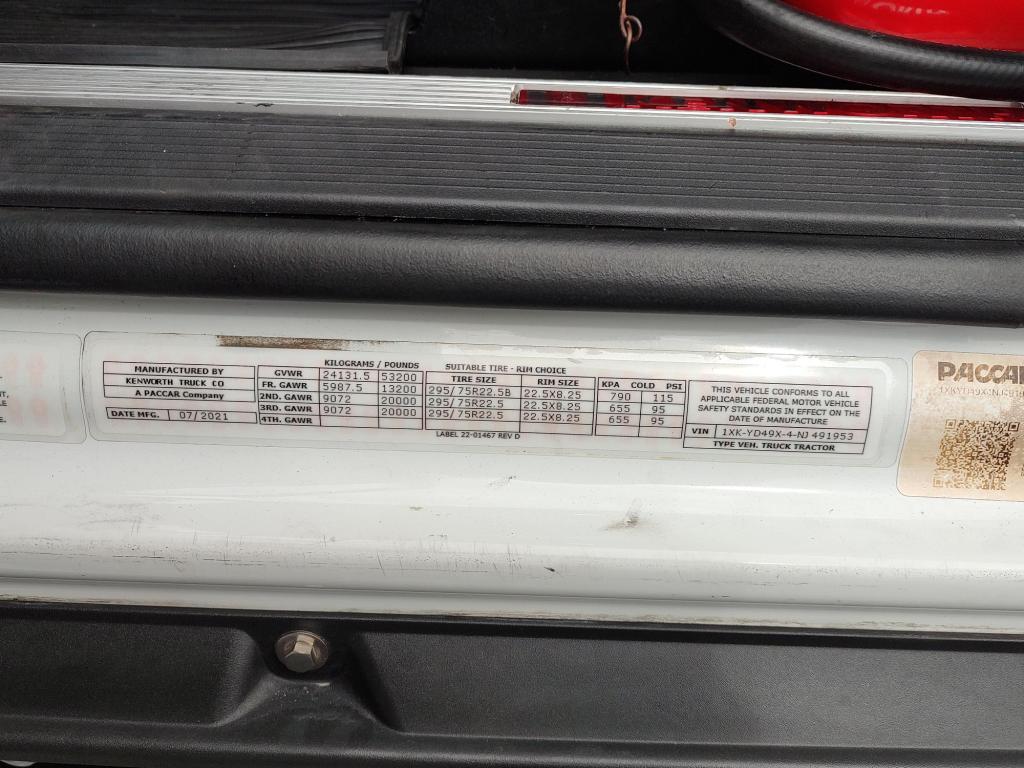 MANUFACTURED BY
KENWORTH TRUCK CO
A PACCAR Company
DATE MFG. 07/2021
KILOGRAMS / POUNDS
GVWR 24131.5 53200
FR. GAWR 5987.5 13200
2ND. GAWR 9072 20000
3RD. GAWR 9072 20000
4TH. GAWR
SUITABLE TIRE - RIM CHOICE
TIRE SIZE RIM SIZE
295/75R22.5B 22.5X8.25
295/75R22.5 22.5X8.25
295/75R22.5 22.5X8.25
KPA COLD PSI
790 115
655 95
655 95
LABEL 22-01467 REV D
THIS VEHICLE CONFORMS TO ALL
APPLICABLE FEDERAL MOTOR VEHICLE
SAFETY STANDARDS IN EFFECT ON THE
DATE OF MANUFACTURE
VIN 1XK-YD49X-4-NJ 491953
TYPE VEH. TRUCK TRACTOR
PACCAR